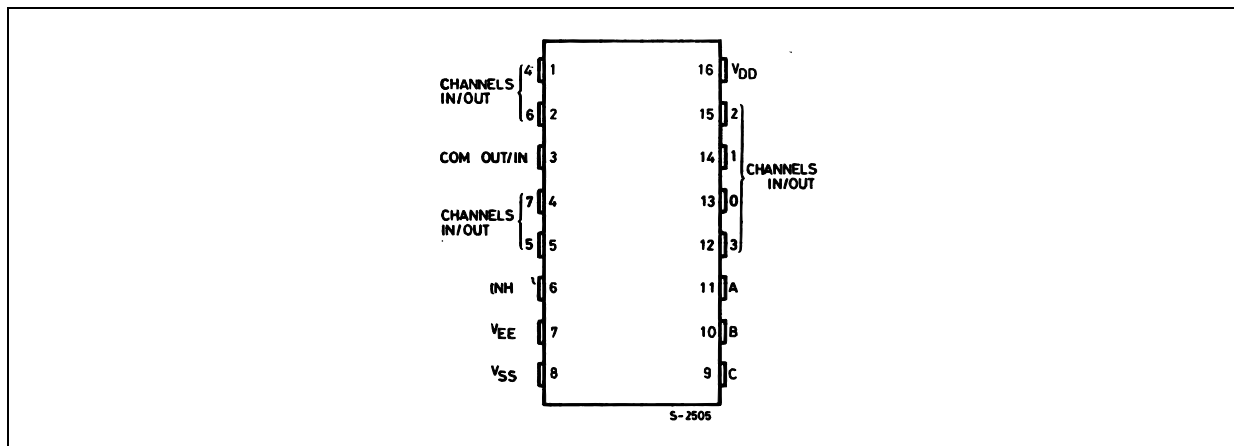 4 1 16 VDD
CHANNELS
IN/OUT
6 2 15 2
COM OUT/IN 3 14 1
CHANNELS
IN/OUT
7 4 13 0
CHANNELS
IN/OUT
5 5 12 3
INH 6 11 A
VEE 7 10 B
VSS 8 9 C
S-2505